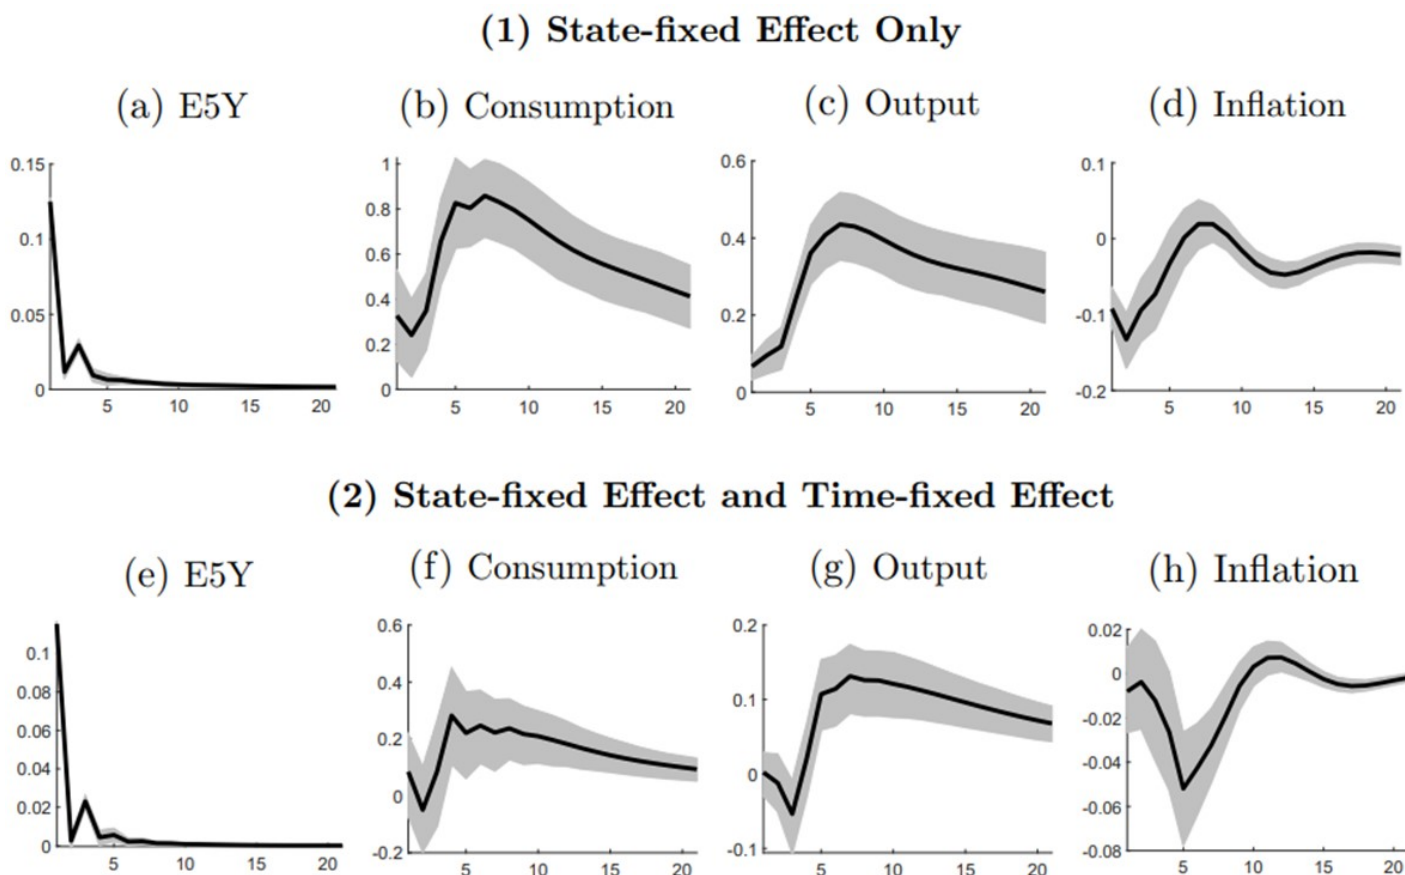 (1) State-fixed Effect Only
(a) E5Y (b) Consumption (c) Output (d) Inflation
0.15 1 0.6 0.1
0.8
0.1 0.4 0
0.6
0.05 0.4 0.2 -0.1
0.2
0 0 0 -0.2
5 10 15 20 5 10 15 20 5 10 15 20 5 10 15 20
(2) State-fixed Effect and Time-fixed Effect
(e) E5Y (f) Consumption (g) Output (h) Inflation
0.6 0.2 0.02
0.1
0.4 0
0.08 0.1
0.06 0.2 -0.02
0.04 0 -0.04
0
0.02 -0.06
0 -0.2 -0.1 -0.08
5 10 15 20 5 10 15 20 5 10 15 20 5 10 15 20